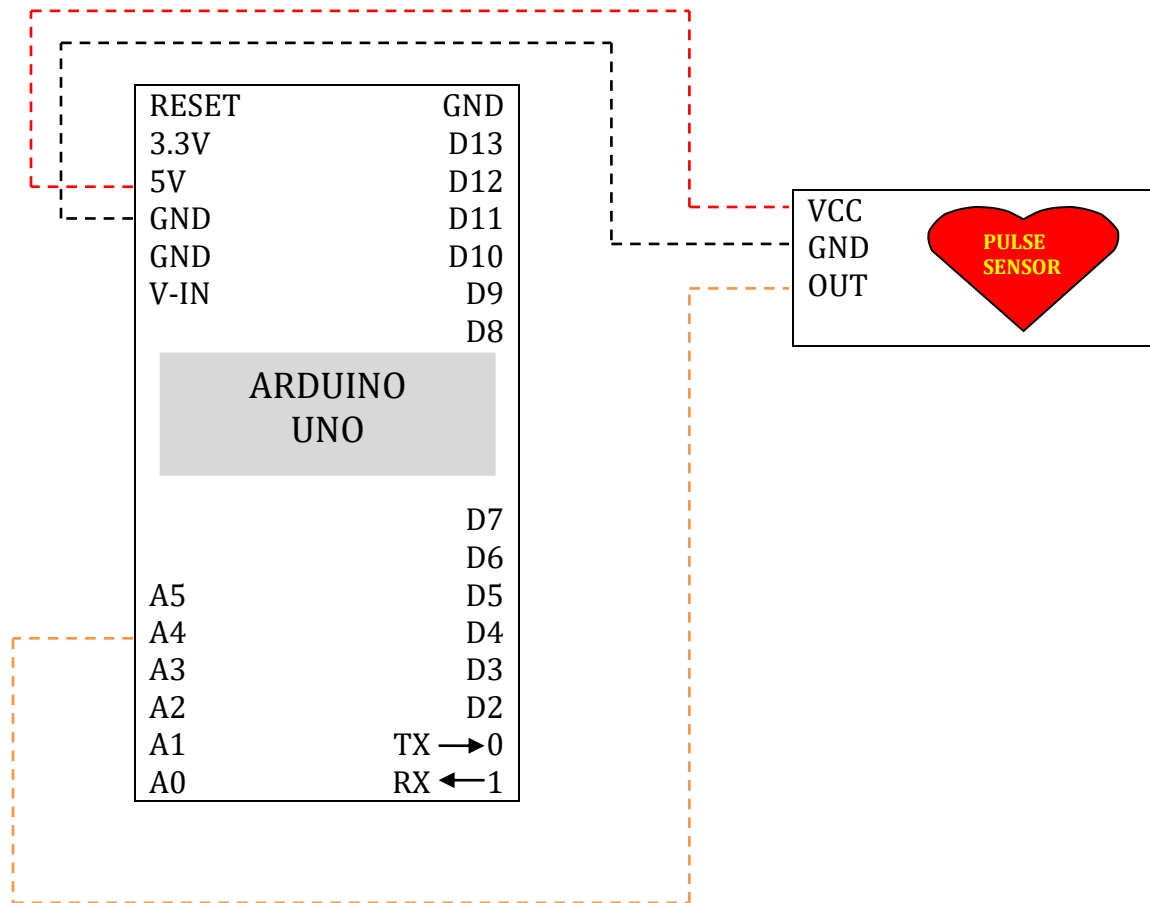 RESET GND
3.3V D13
5V D12
GND D11
GND D10
V-IN D9
D8
ARDUINO
UNO
D7
D6
A5 D5
A4 D4
A3 D3
A2 D2
A1 TX → 0
A0 RX ← 1
VCC
GND
OUT
PULSE
SENSOR